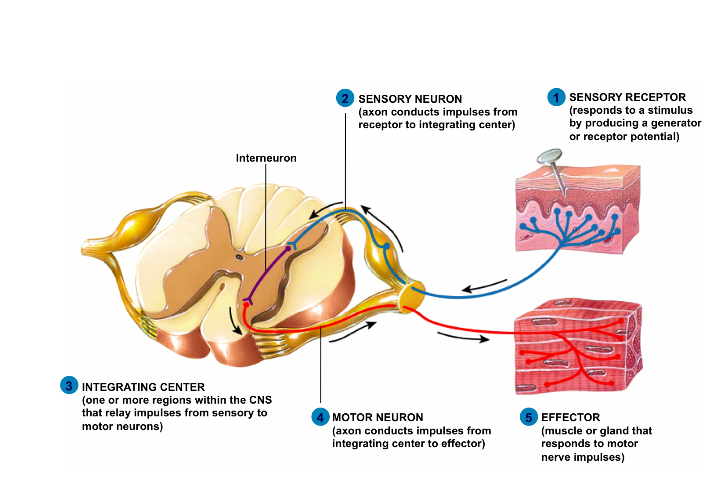 1 SENSORY RECEPTOR
(responds to a stimulus
by producing a generator
or receptor potential)
2 SENSORY NEURON
(axon conducts impulses from
receptor to integrating center)
Interneuron
3 INTEGRATING CENTER
(one or more regions within the CNS
that relay impulses from sensory to
motor neurons)
4 MOTOR NEURON
(axon conducts impulses from
integrating center to effector)
5 EFFECTOR
(muscle or gland that
responds to motor
nerve impulses)